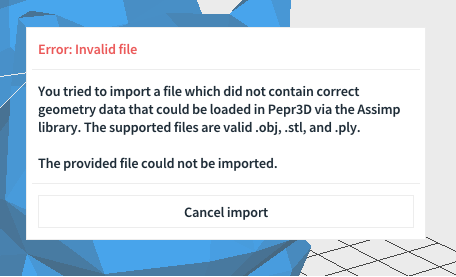 Error: Invalid file
You tried to import a file which did not contain correct
geometry data that could be loaded in Pepr3D via the Assimp
library. The supported files are valid .obj, .stl, and .ply.
The provided file could not be imported.
Cancel import